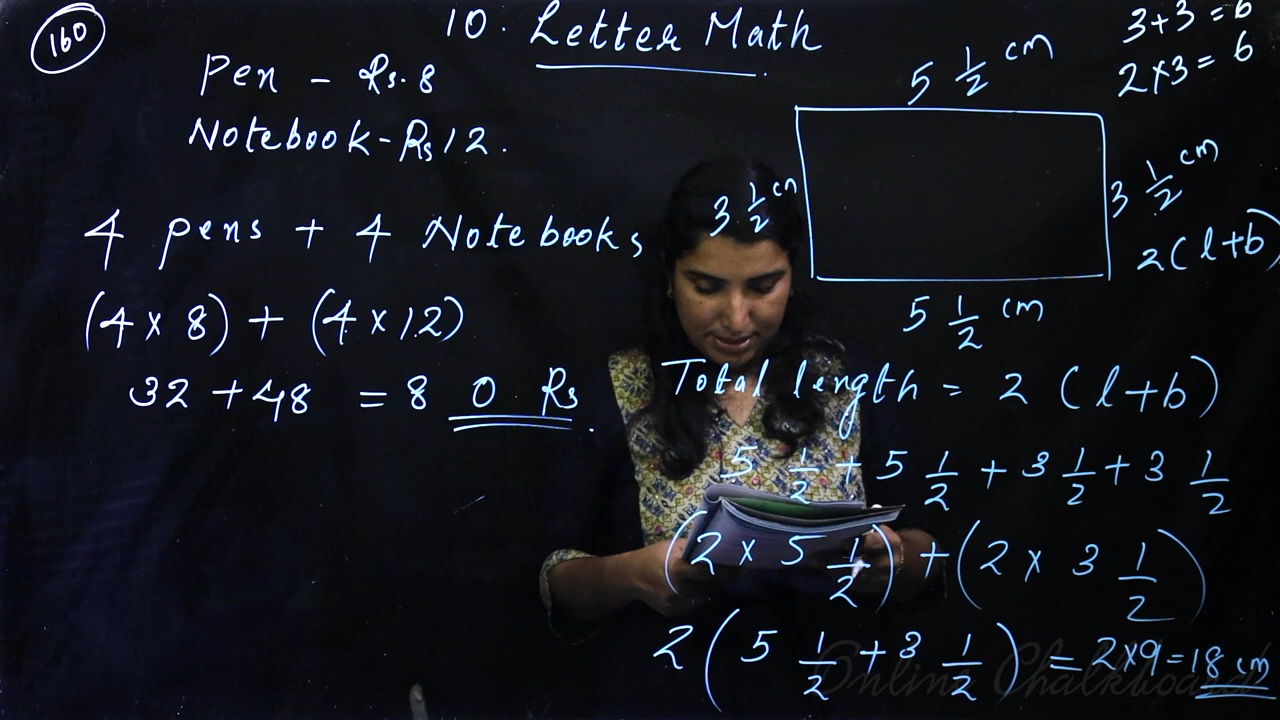 160
10. Letter Math
Pen - Rs. 8
Notebook - Rs 12.
4 pens + 4 Notebooks
(4 × 8) + (4 × 12)
32 + 48 = 80 Rs.
3+3 = 6
2×3 = 6
5 1/2 cm
3 1/2 cm
3 1/2 cm
2(l+b)
5 1/2 cm
Total length = 2 (l+b)
5 1/2 + 5 1/2 + 3 1/2 + 3 1/2
(2 × 5 1/2) + (2 × 3 1/2)
2 (5 1/2 + 3 1/2) = 2×9 = 18 cm
Online Chalkboard